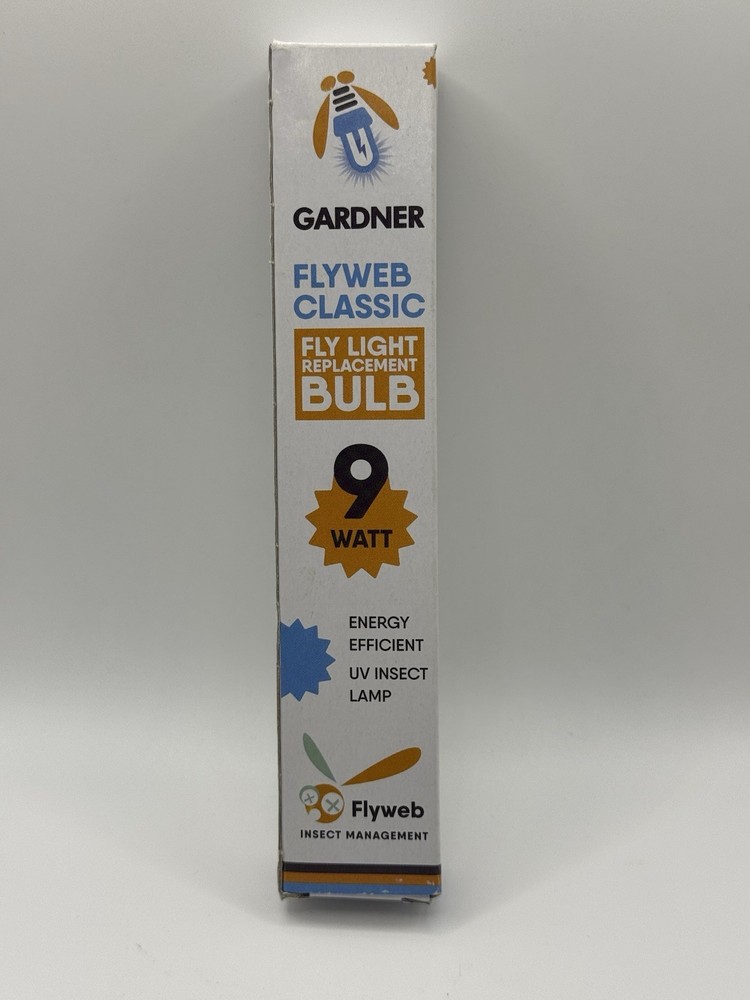 GARDNER
FLYWEB
CLASSIC
FLY LIGHT
REPLACEMENT
BULB
9
WATT
ENERGY
EFFICIENT
UV INSECT
LAMP
Flyweb
INSECT MANAGEMENT